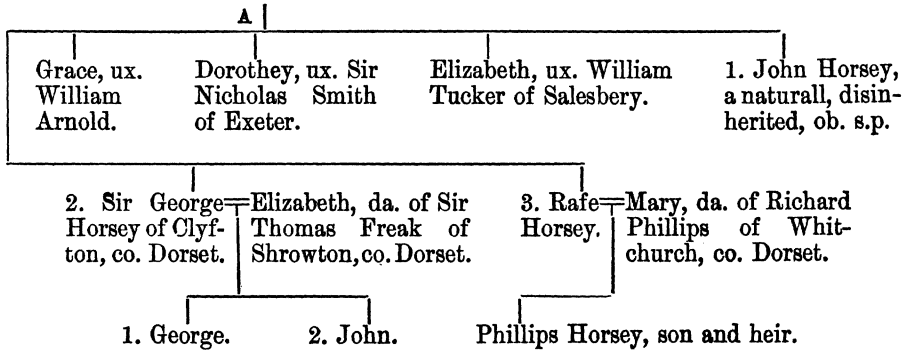 A
Grace, ux.
William
Arnold.
Dorothey, ux. Sir
Nicholas Smith
of Exeter.
Elizabeth, ux. William
Tucker of Salesbery.
1. John Horsey,
a naturall, disin-
herited, ob. s.p.
2. Sir George
Horsey of Clyf-
ton, co. Dorset.
Elizabeth, da. of Sir
Thomas Freak of
Shrowton, co. Dorset.
3. Rafe
Horsey.
Mary, da. of Richard
Phillips of Whit-
church, co. Dorset.
1. George.
2. John.
Phillips Horsey, son and heir.